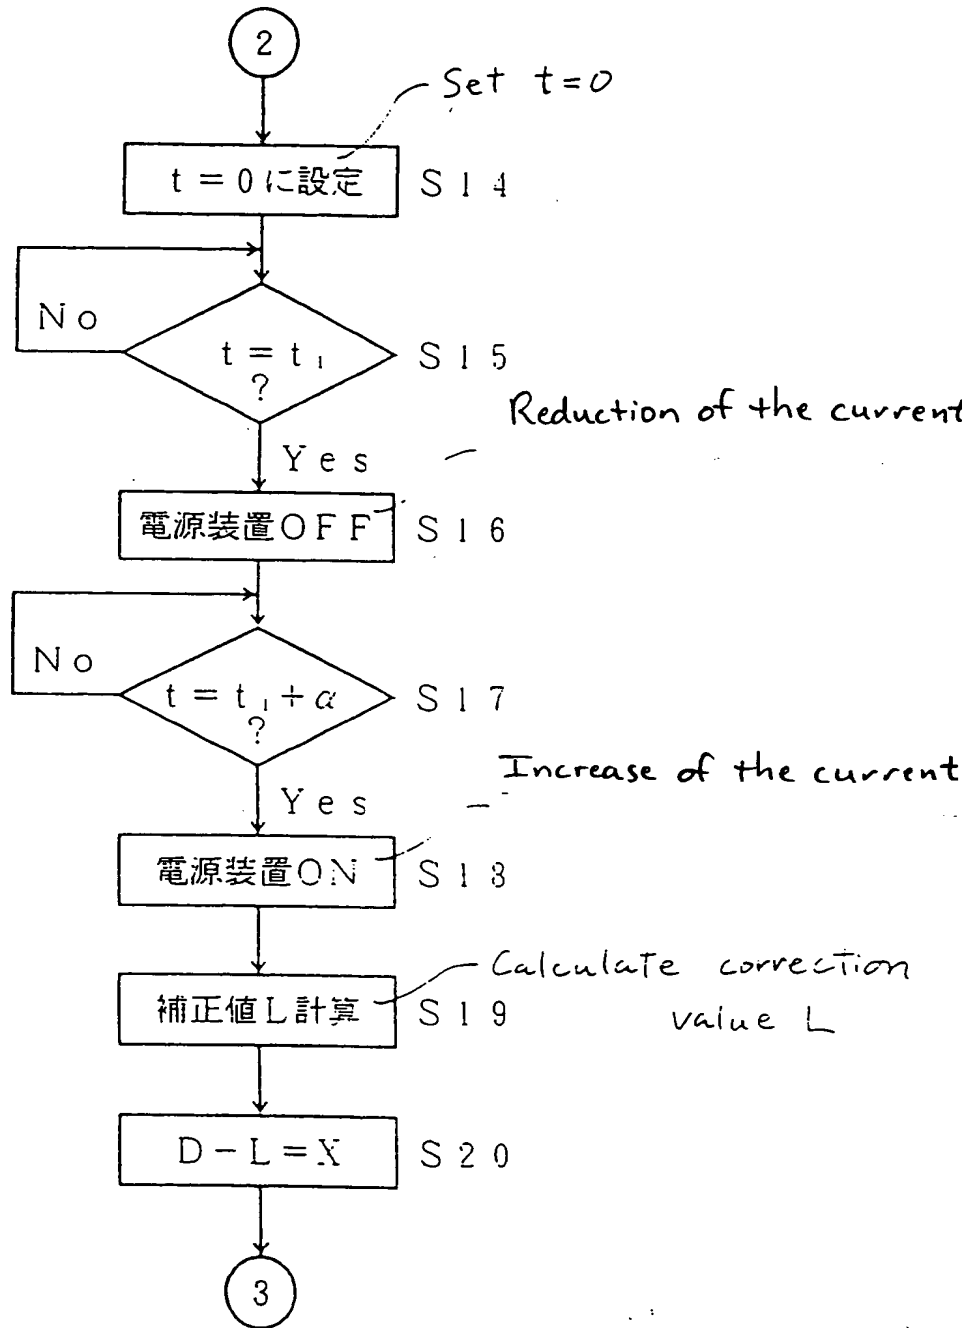 2
Set t=0
t=0に設定 S14
No
t=t₁ S15
?
Reduction of the current
Yes
電源装置OFF S16
No
t=t₁+α S17
?
Increase of the current
Yes
電源装置ON S18
Calculate correction
補正値L計算 S19
value L
D-L=X S20
3